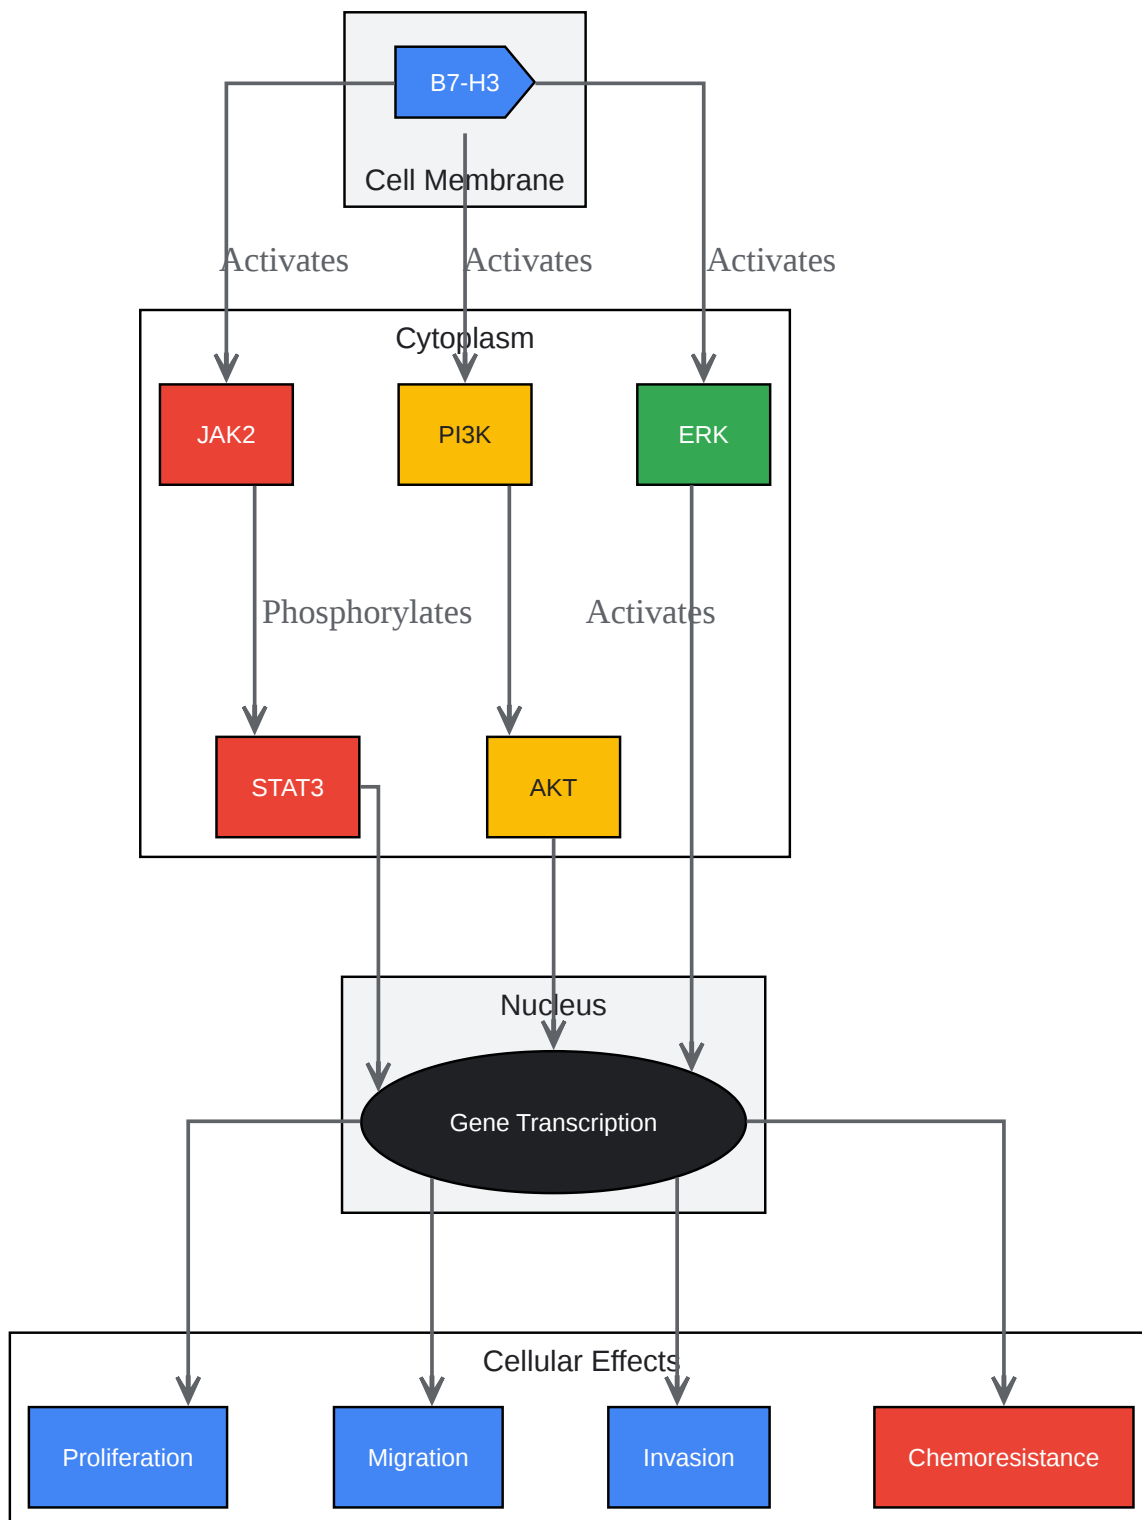 B7-H3
Cell Membrane
Activates
Activates
Activates
Cytoplasm
JAK2
PI3K
ERK
Phosphorylates
Activates
STAT3
AKT
Nucleus
Gene Transcription
Cellular Effects
Proliferation
Migration
Invasion
Chemoresistance